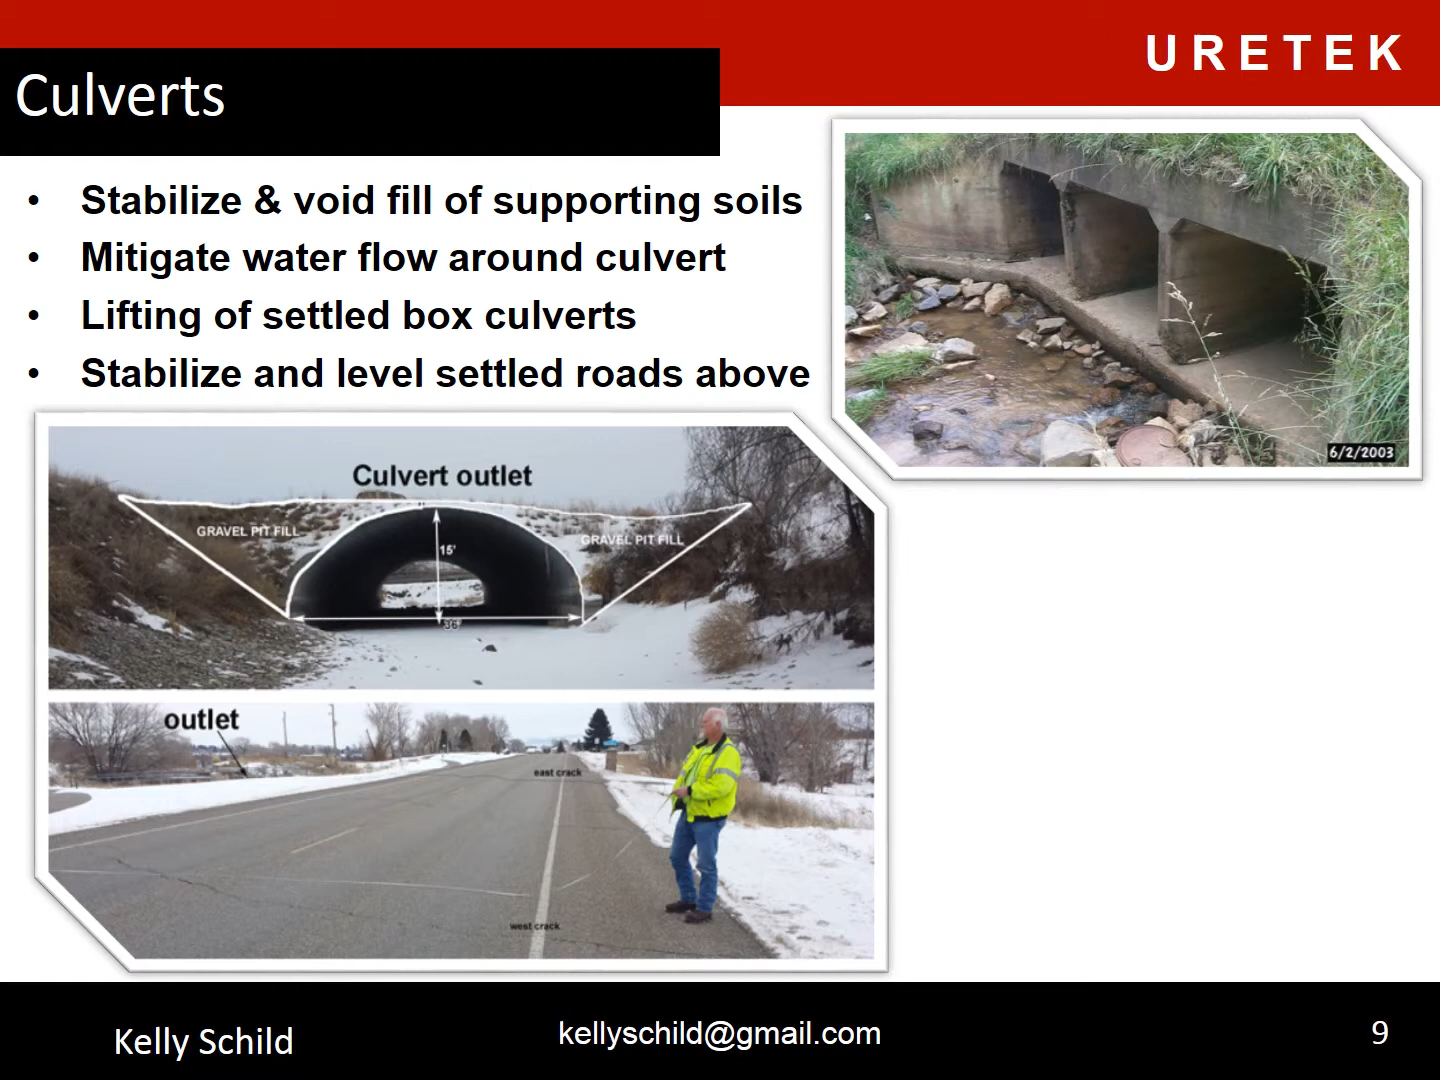 URETEK
Culverts
• Stabilize & void fill of supporting soils
• Mitigate water flow around culvert
• Lifting of settled box culverts
• Stabilize and level settled roads above
6/2/2003
Culvert outlet
GRAVEL PIT FILL
GRAVEL PIT FILL
15'
36'
outlet
east crack
west crack
Kelly Schild
kellyschild@gmail.com
9